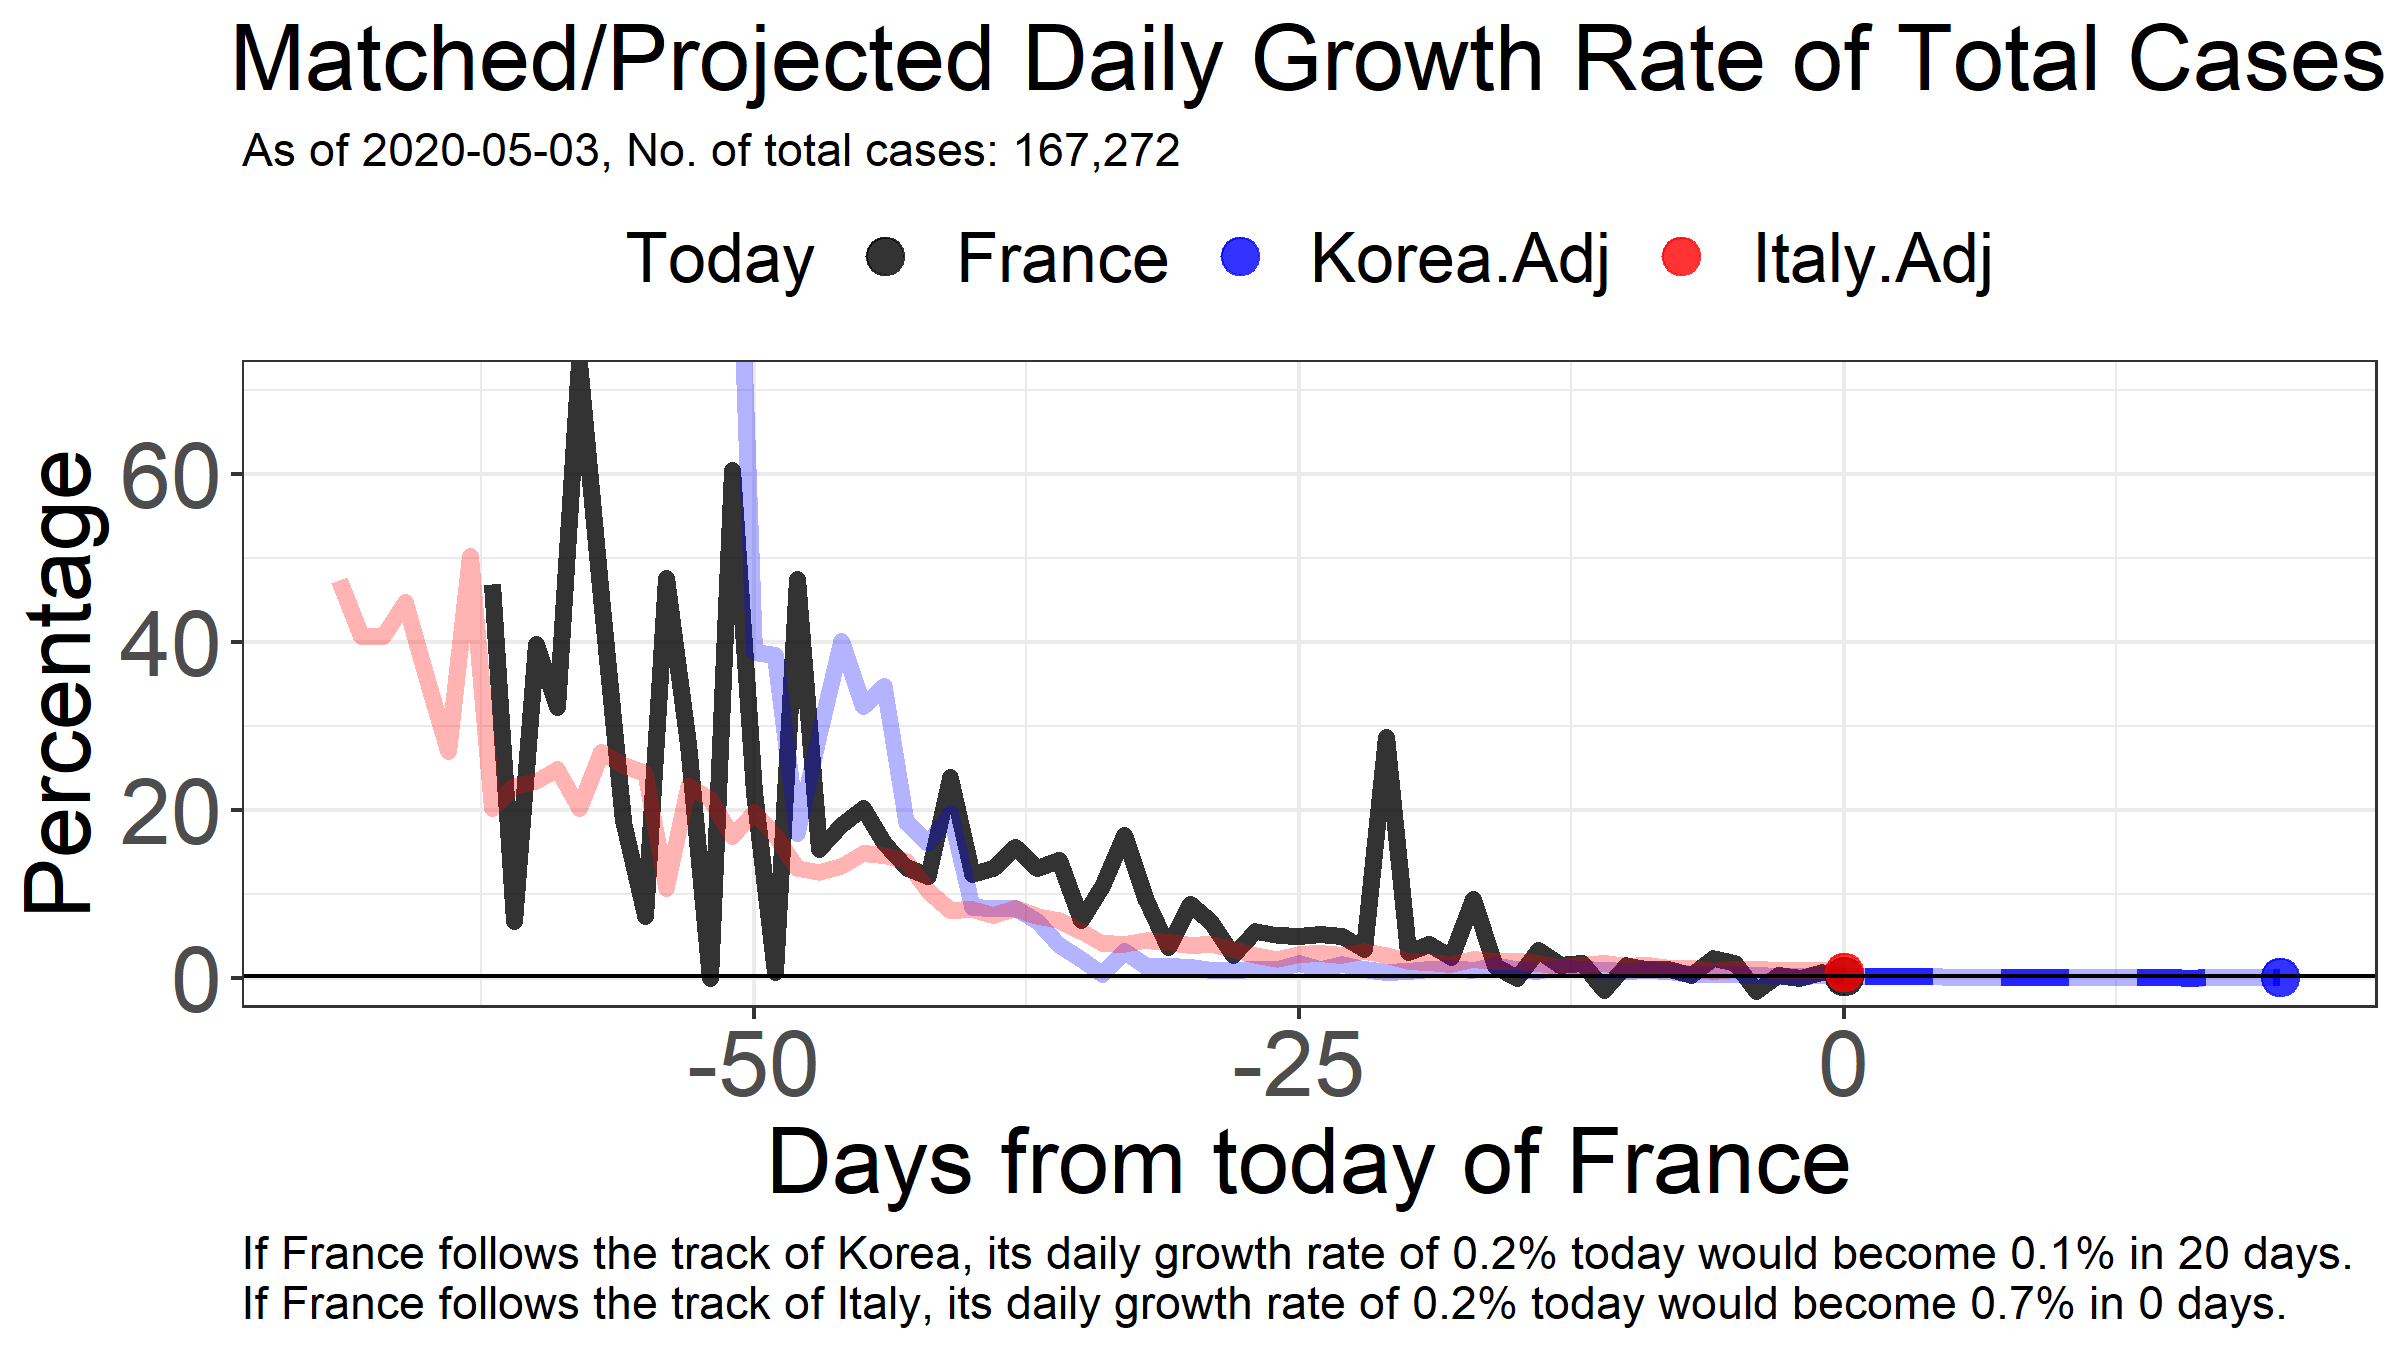 Matched/Projected Daily Growth Rate of Total Cases
As of 2020-05-03, No. of total cases: 167,272
Today France Korea.Adj Italy.Adj
Percentage
60
40
20
0
-50 -25 0
Days from today of France
If France follows the track of Korea, its daily growth rate of 0.2% today would become 0.1% in 20 days.
If France follows the track of Italy, its daily growth rate of 0.2% today would become 0.7% in 0 days.